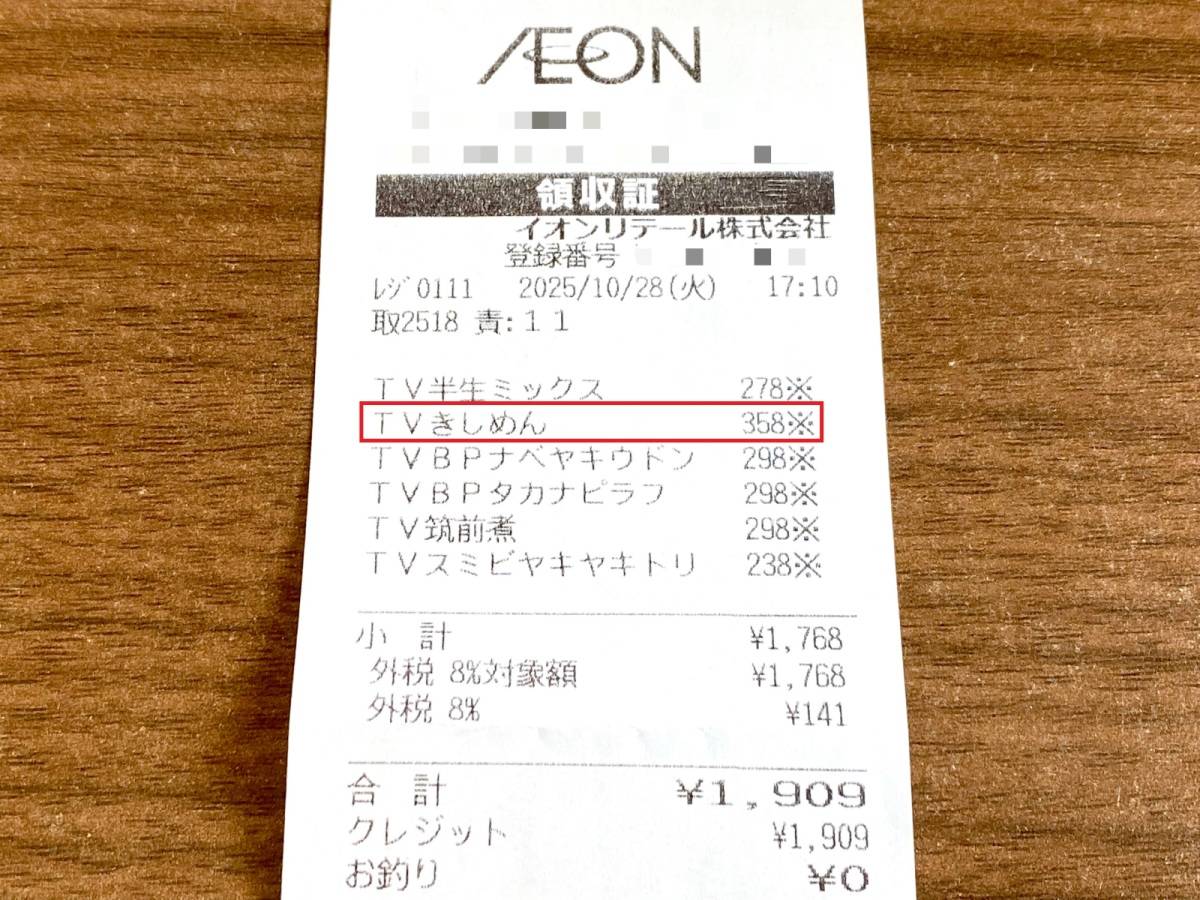 ÆON
領収証
イオンリテール株式会社
登録番号
ﾚｼﾞ0111 2025/10/28(火) 17:10
取2518 責:11
TV半生ミックス 278※
TVきしめん 358※
TVBPナベヤキウドン 298※
TVBPタカナピラフ 298※
TV筑前煮 298※
TVスミビヤキヤキトリ 238※
小 計 ¥1,768
外税 8%対象額 ¥1,768
外税 8% ¥141
合 計 ¥1,909
クレジット ¥1,909
お釣り ¥0